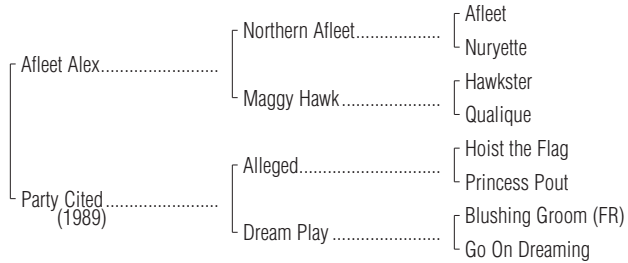 Afleet
Northern Afleet..................
Nuryette
Afleet Alex.........................
Hawkster
Maggy Hawk.....................
Qualique
Hoist the Flag
Alleged..............................
Princess Pout
Party Cited........................
(1989)
Blushing Groom (FR)
Dream Play.......................
Go On Dreaming